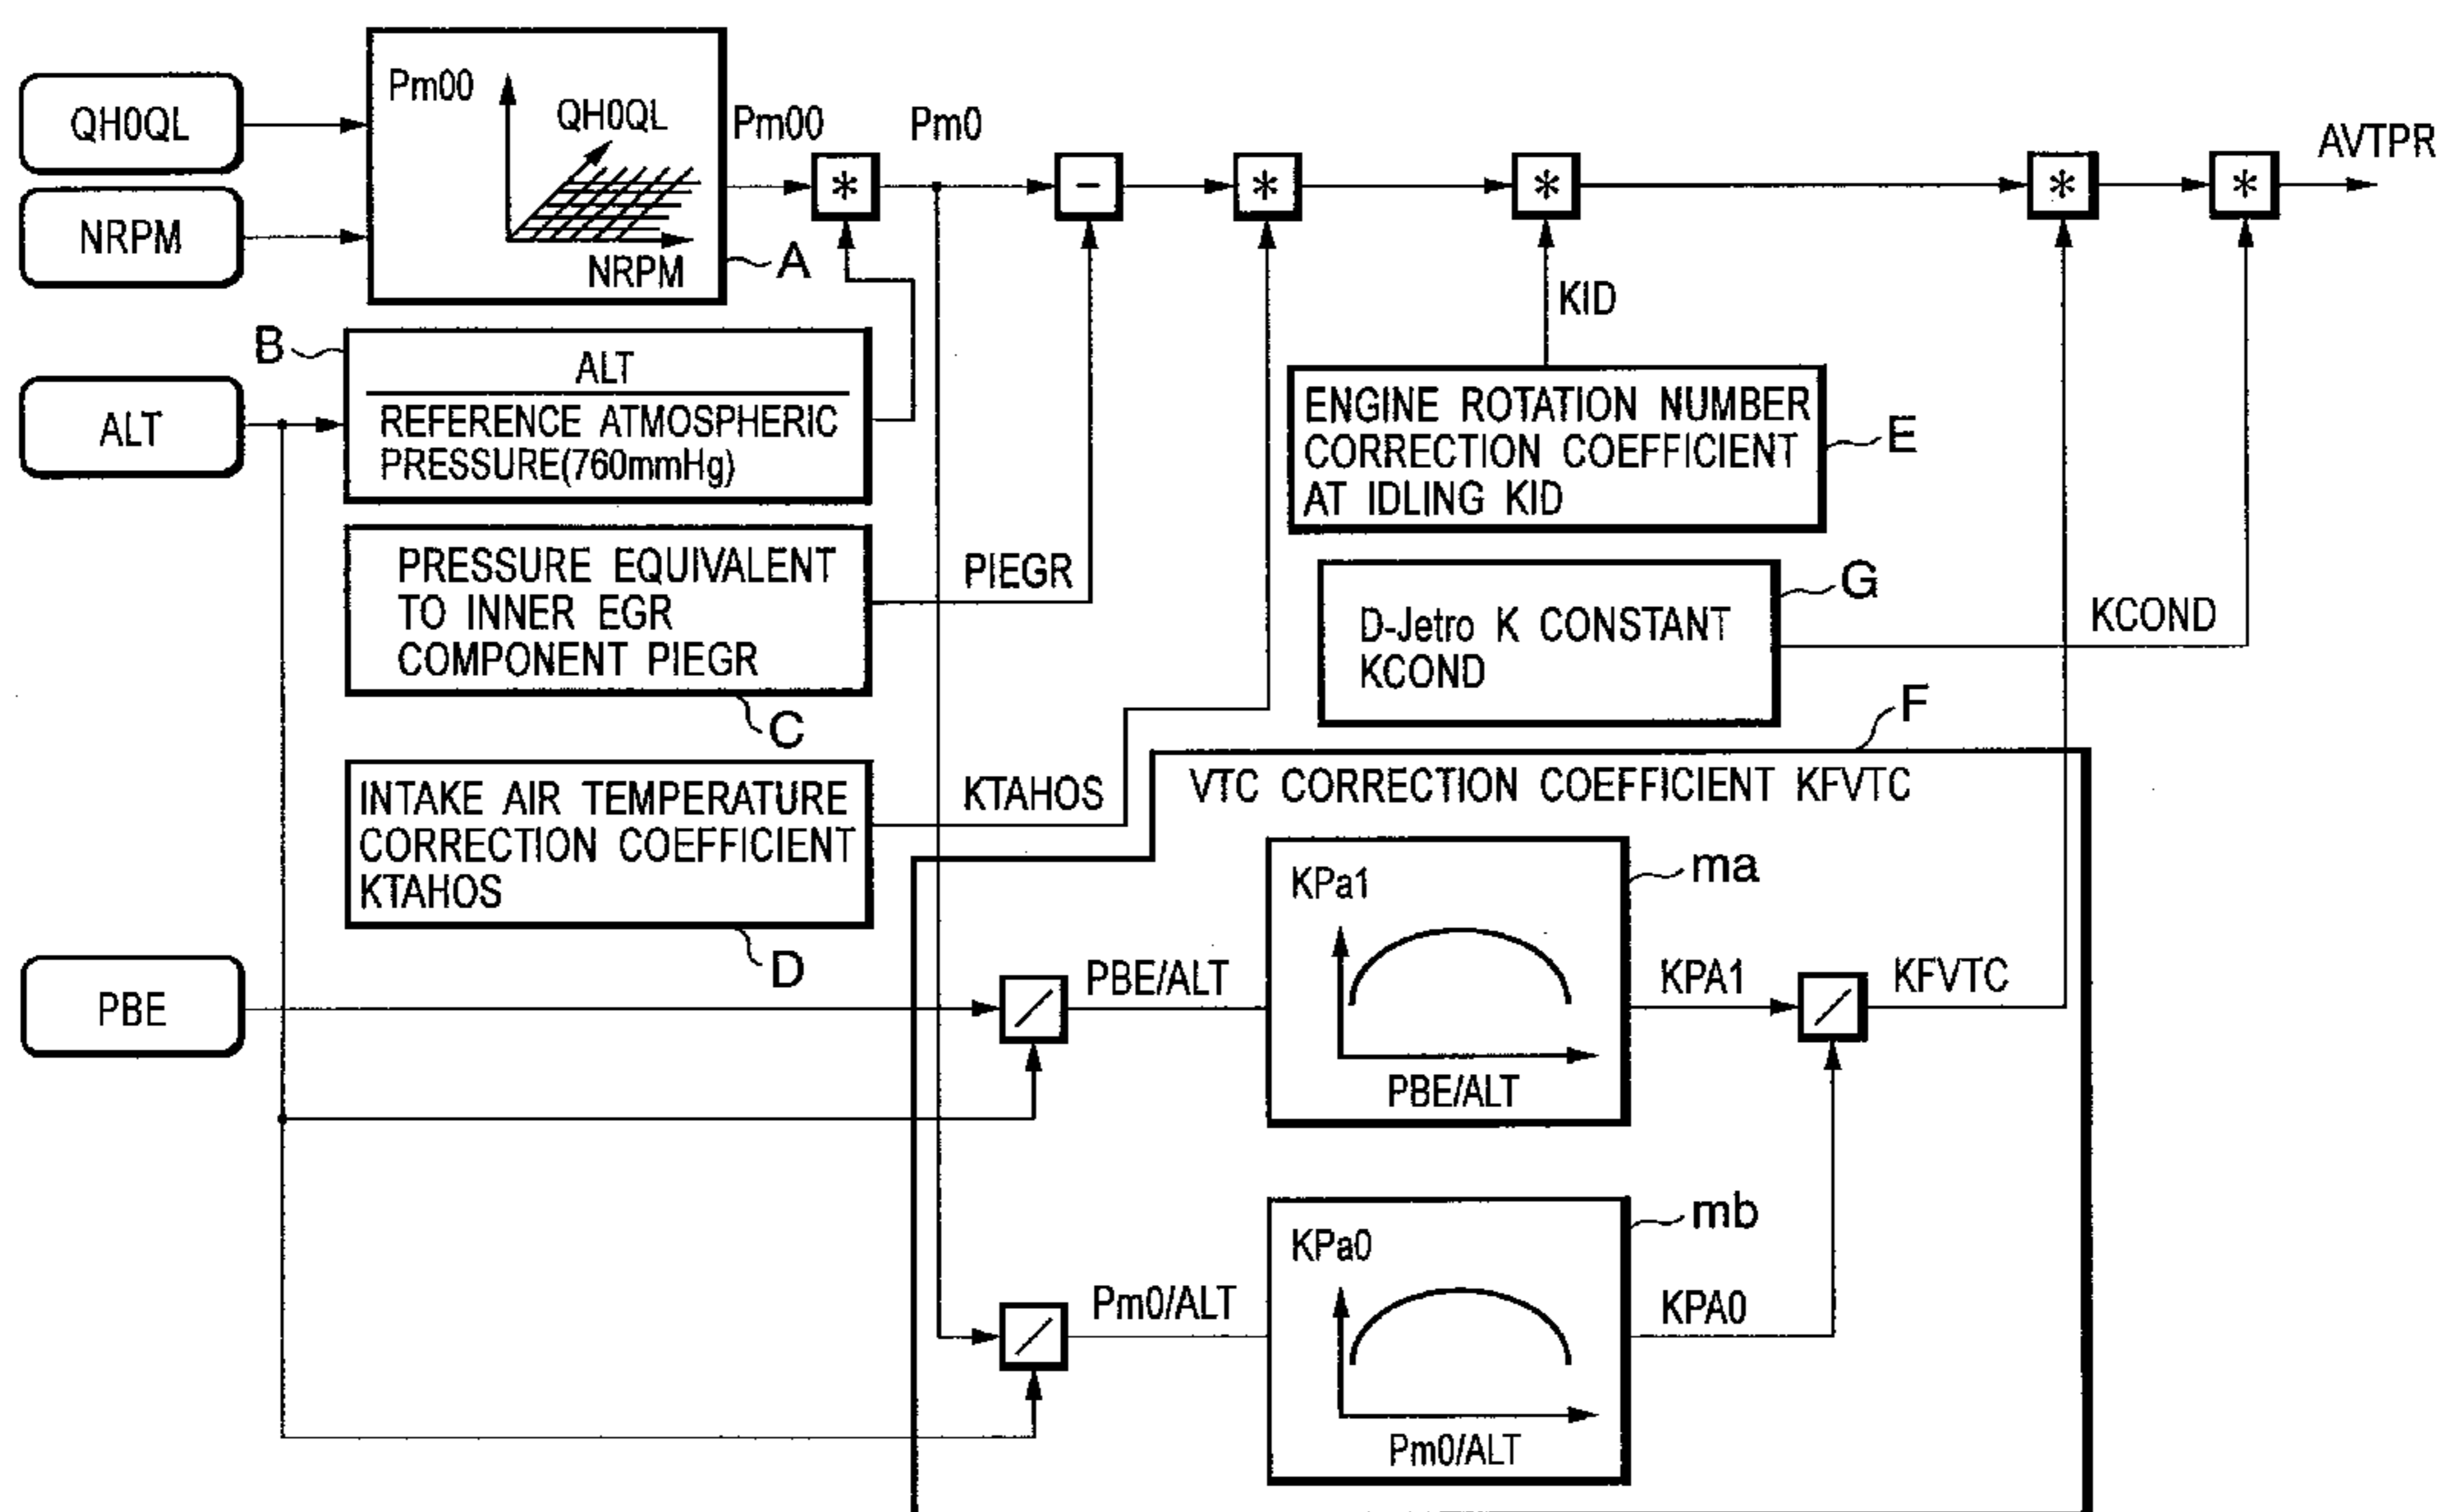 QH0QL
NRPM
ALT
PBE
Pm00
QH0QL
NRPM
A
Pm00
*
Pm0
-
*
*
*
*
AVTPR
B
ALT
REFERENCE ATMOSPHERIC
PRESSURE(760mmHg)
PRESSURE EQUIVALENT
TO INNER EGR
COMPONENT PIEGR
C
PIEGR
INTAKE AIR TEMPERATURE
CORRECTION COEFFICIENT
KTAHOS
D
KTAHOS
KID
ENGINE ROTATION NUMBER
CORRECTION COEFFICIENT
AT IDLING KID
E
D-Jetro K CONSTANT
KCOND
G
KCOND
F
VTC CORRECTION COEFFICIENT KFVTC
/
PBE/ALT
KPa1
PBE/ALT
ma
KPA1
/
KFVTC
/
Pm0/ALT
KPa0
Pm0/ALT
mb
KPA0